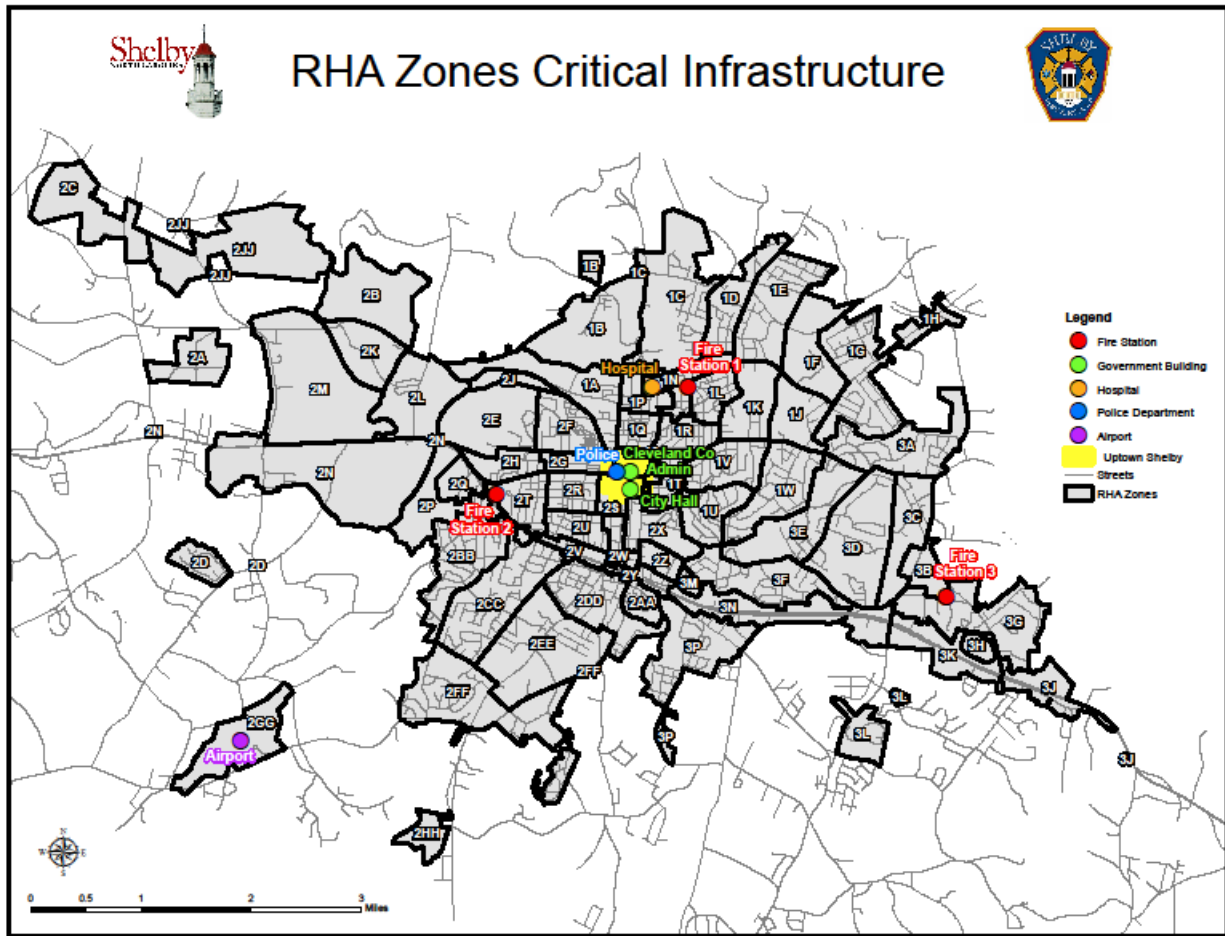 Shelby
NORTH CAROLINA
RHA Zones Critical Infrastructure
SHELBY
2C
2JJ
2JJ
2JJ
2B
2K
2A
2M
2L
2N
2N
2N
2J
2E
2F
2H
2G
2Q
2P
2T
2R
2S
2U
2V
2W
2X
2Y
2Z
2AA
2BB
2CC
2DD
2EE
2FF
2FF
2D
2D
2GG
Airport
2HH
1B
1B
1C
1C
1D
1E
1H
1G
1F
1A
Hospital
1N
Fire
Station 1
1P
1L
1K
1J
1Q
1R
1V
1W
1T
1U
Police
Cleveland Co
Admin
City Hall
Fire
Station 2
3A
3C
3D
3E
3F
3M
3N
3P
3P
3B
Fire
Station 3
3G
3H
3K
3J
3J
3L
3L
Legend
Fire Station
Government Building
Hospital
Police Department
Airport
Uptown Shelby
Streets
RHA Zones
N
W
E
S
0 0.5 1 2 3
Miles